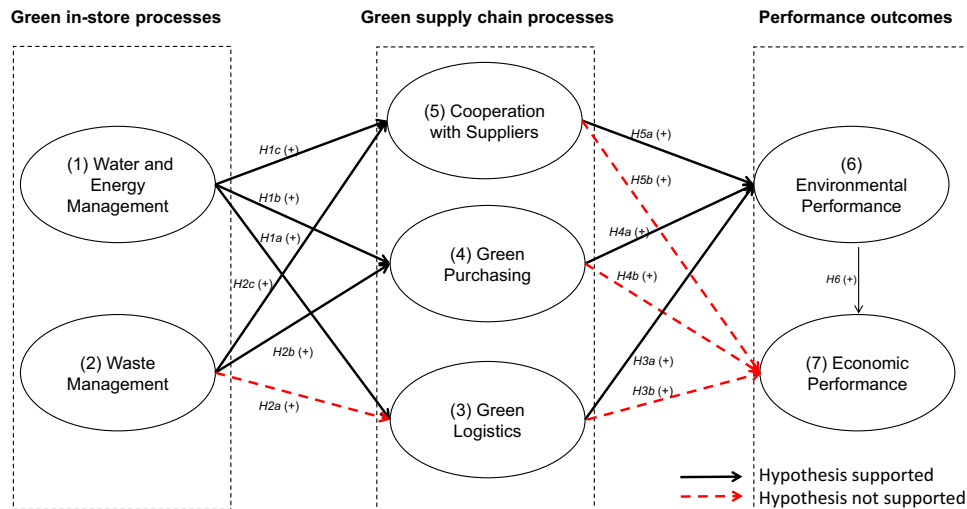 Green in-store processes
Green supply chain processes
Performance outcomes
(1) Water and
Energy
Management
(2) Waste
Management
H1c (+)
H1b (+)
H1a (+)
H2c (+)
H2b (+)
H2a (+)
(5) Cooperation
with Suppliers
(4) Green
Purchasing
(3) Green
Logistics
H5a (+)
H5b (+)
H4a (+)
H4b (+)
H3a (+)
H3b (+)
(6)
Environmental
Performance
H6 (+)
(7) Economic
Performance
Hypothesis supported
Hypothesis not supported